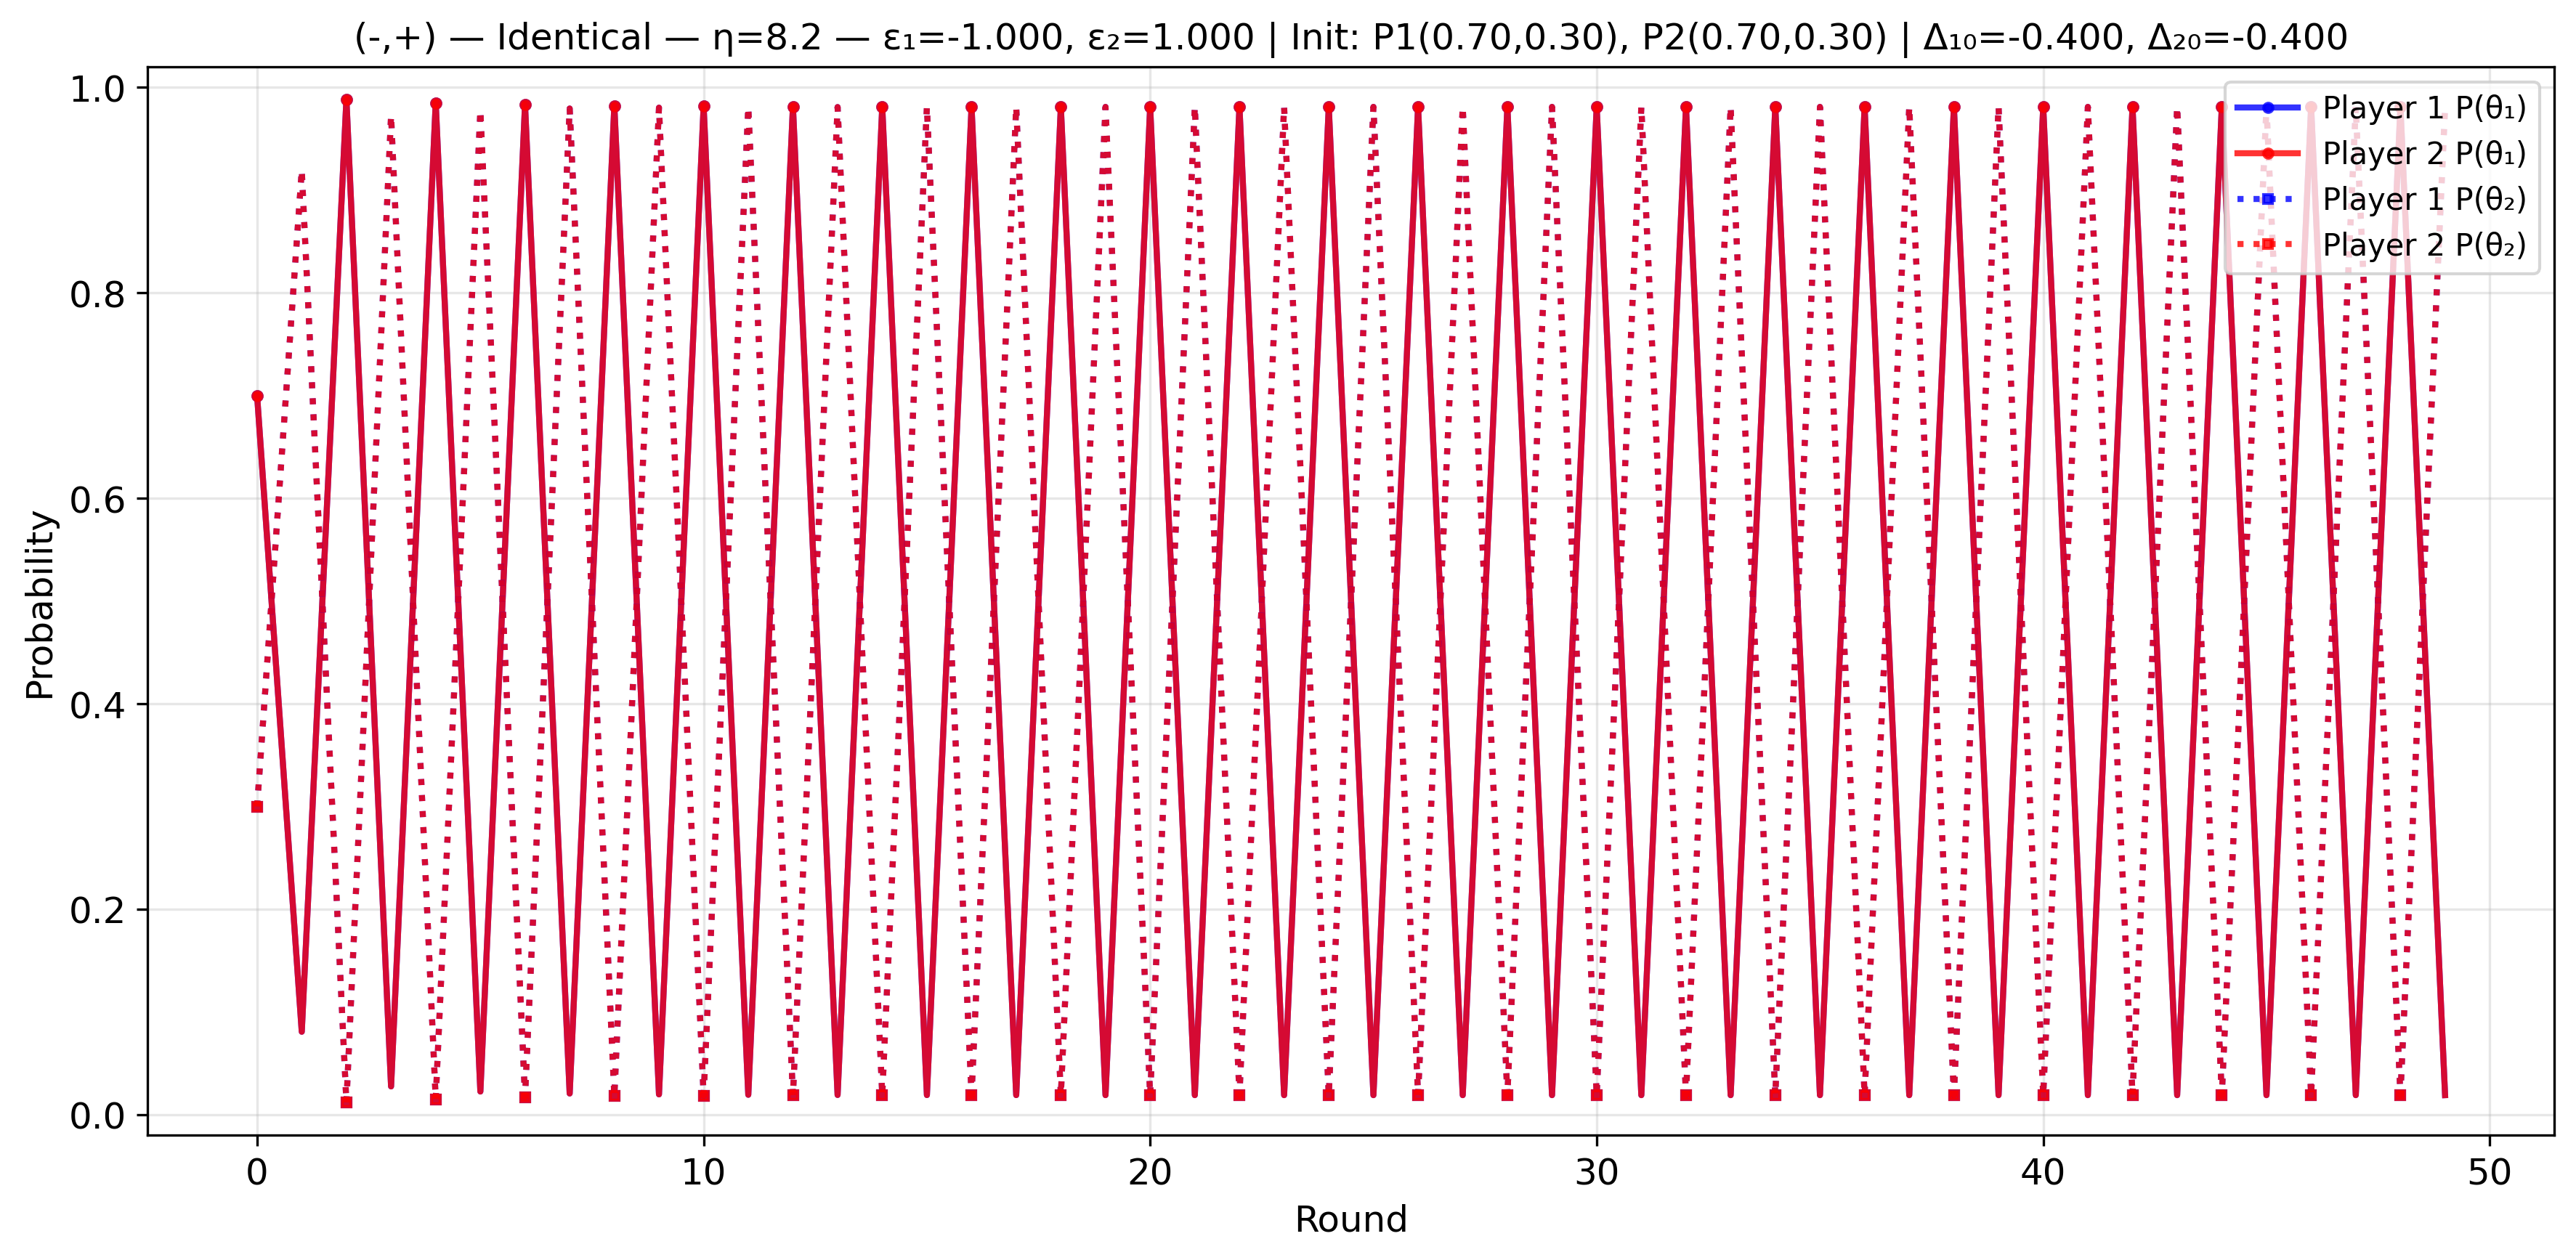 (-,+) — Identical — η=8.2 — ε₁=-1.000, ε₂=1.000 | Init: P1(0.70,0.30), P2(0.70,0.30) | Δ₁₀=-0.400, Δ₂₀=-0.400
1.0
0.8
0.6
0.4
0.2
0.0
Probability
Player 1 P(θ₁)
Player 2 P(θ₁)
Player 1 P(θ₂)
Player 2 P(θ₂)
0 10 20 30 40 50
Round